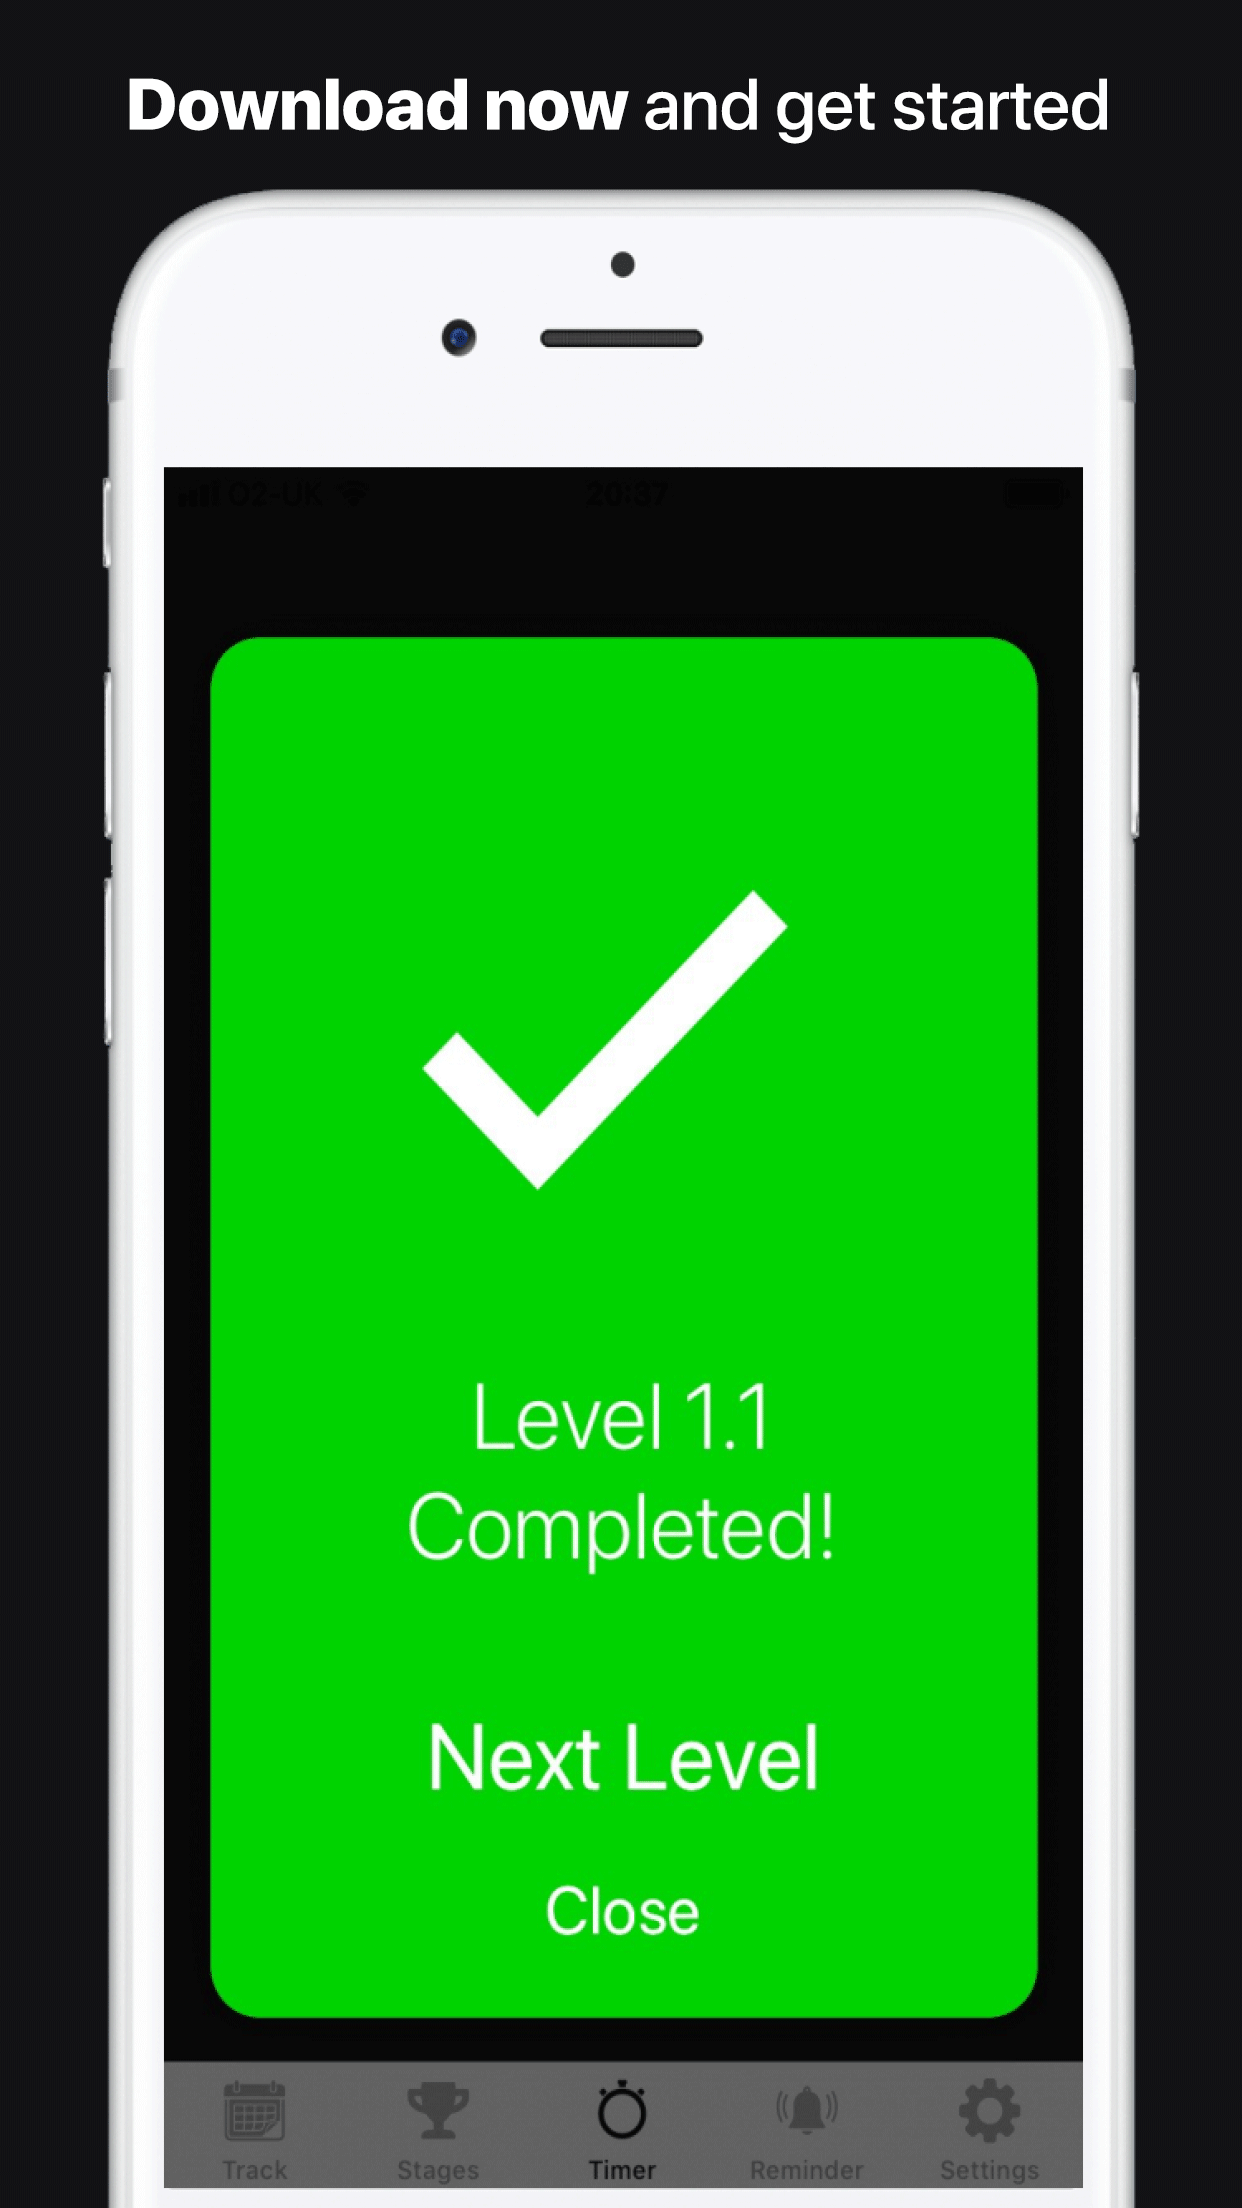 Download now and get started
O2-UK 20:37
Level 1.1
Completed!
Next Level
Close
Track Stages Timer Reminder Settings